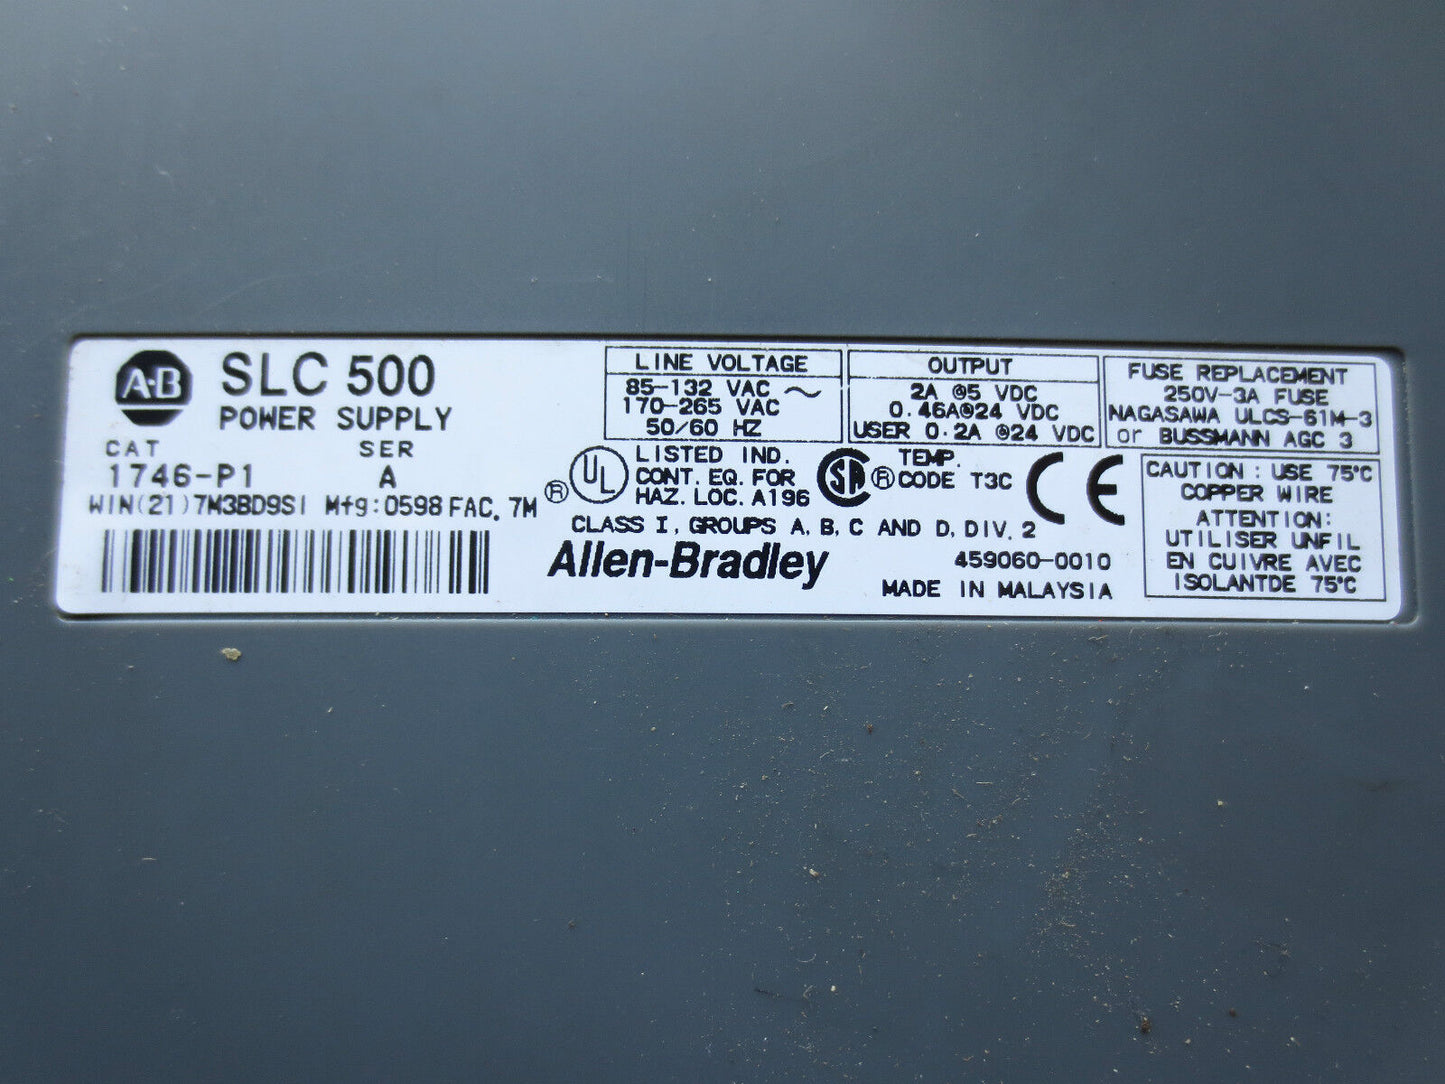 A-B
SLC 500
POWER SUPPLY
CAT SER
1746-P1 A
WIN(21)7M3BD9SI Mfg:0598 FAC. 7M
LINE VOLTAGE
85-132 VAC ~
170-265 VAC
50/60 HZ
OUTPUT
2A @5 VDC
0.46A@24 VDC
USER 0.2A @24 VDC
FUSE REPLACEMENT
250V-3A FUSE
NAGASAWA ULCS-61M-3
or BUSSMANN AGC 3
UL ®
LISTED IND.
CONT. EQ. FOR
HAZ. LOC. A196
SA ®
TEMP.
CODE T3C
CE
CLASS I, GROUPS A, B, C AND D, DIV. 2
Allen-Bradley
459060-0010
MADE IN MALAYSIA
CAUTION: USE 75°C
COPPER WIRE
ATTENTION:
UTILISER UNFIL
EN CUIVRE AVEC
ISOLANTDE 75°C